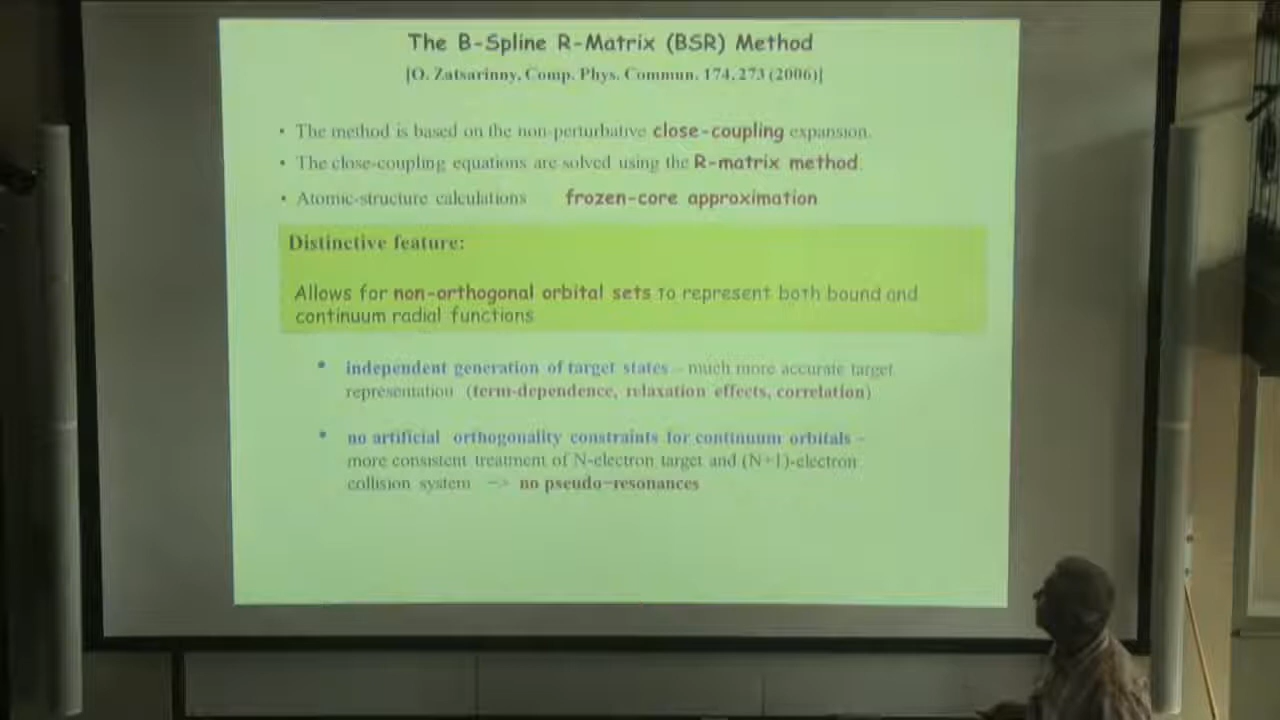 The B-Spline R-Matrix (BSR) Method
[O. Zatsarinny, Comp. Phys. Commun. 174, 273 (2006)]
• The method is based on the non-perturbative close-coupling expansion.
• The close-coupling equations are solved using the R-matrix method.
• Atomic-structure calculations frozen-core approximation
Distinctive feature:
Allows for non-orthogonal orbital sets to represent both bound and
continuum radial functions
• independent generation of target states – much more accurate target
representation (term-dependence, relaxation effects, correlation)
• no artificial orthogonality constraints for continuum orbitals –
more consistent treatment of N-electron target and (N+1)-electron
collision system –> no pseudo-resonances